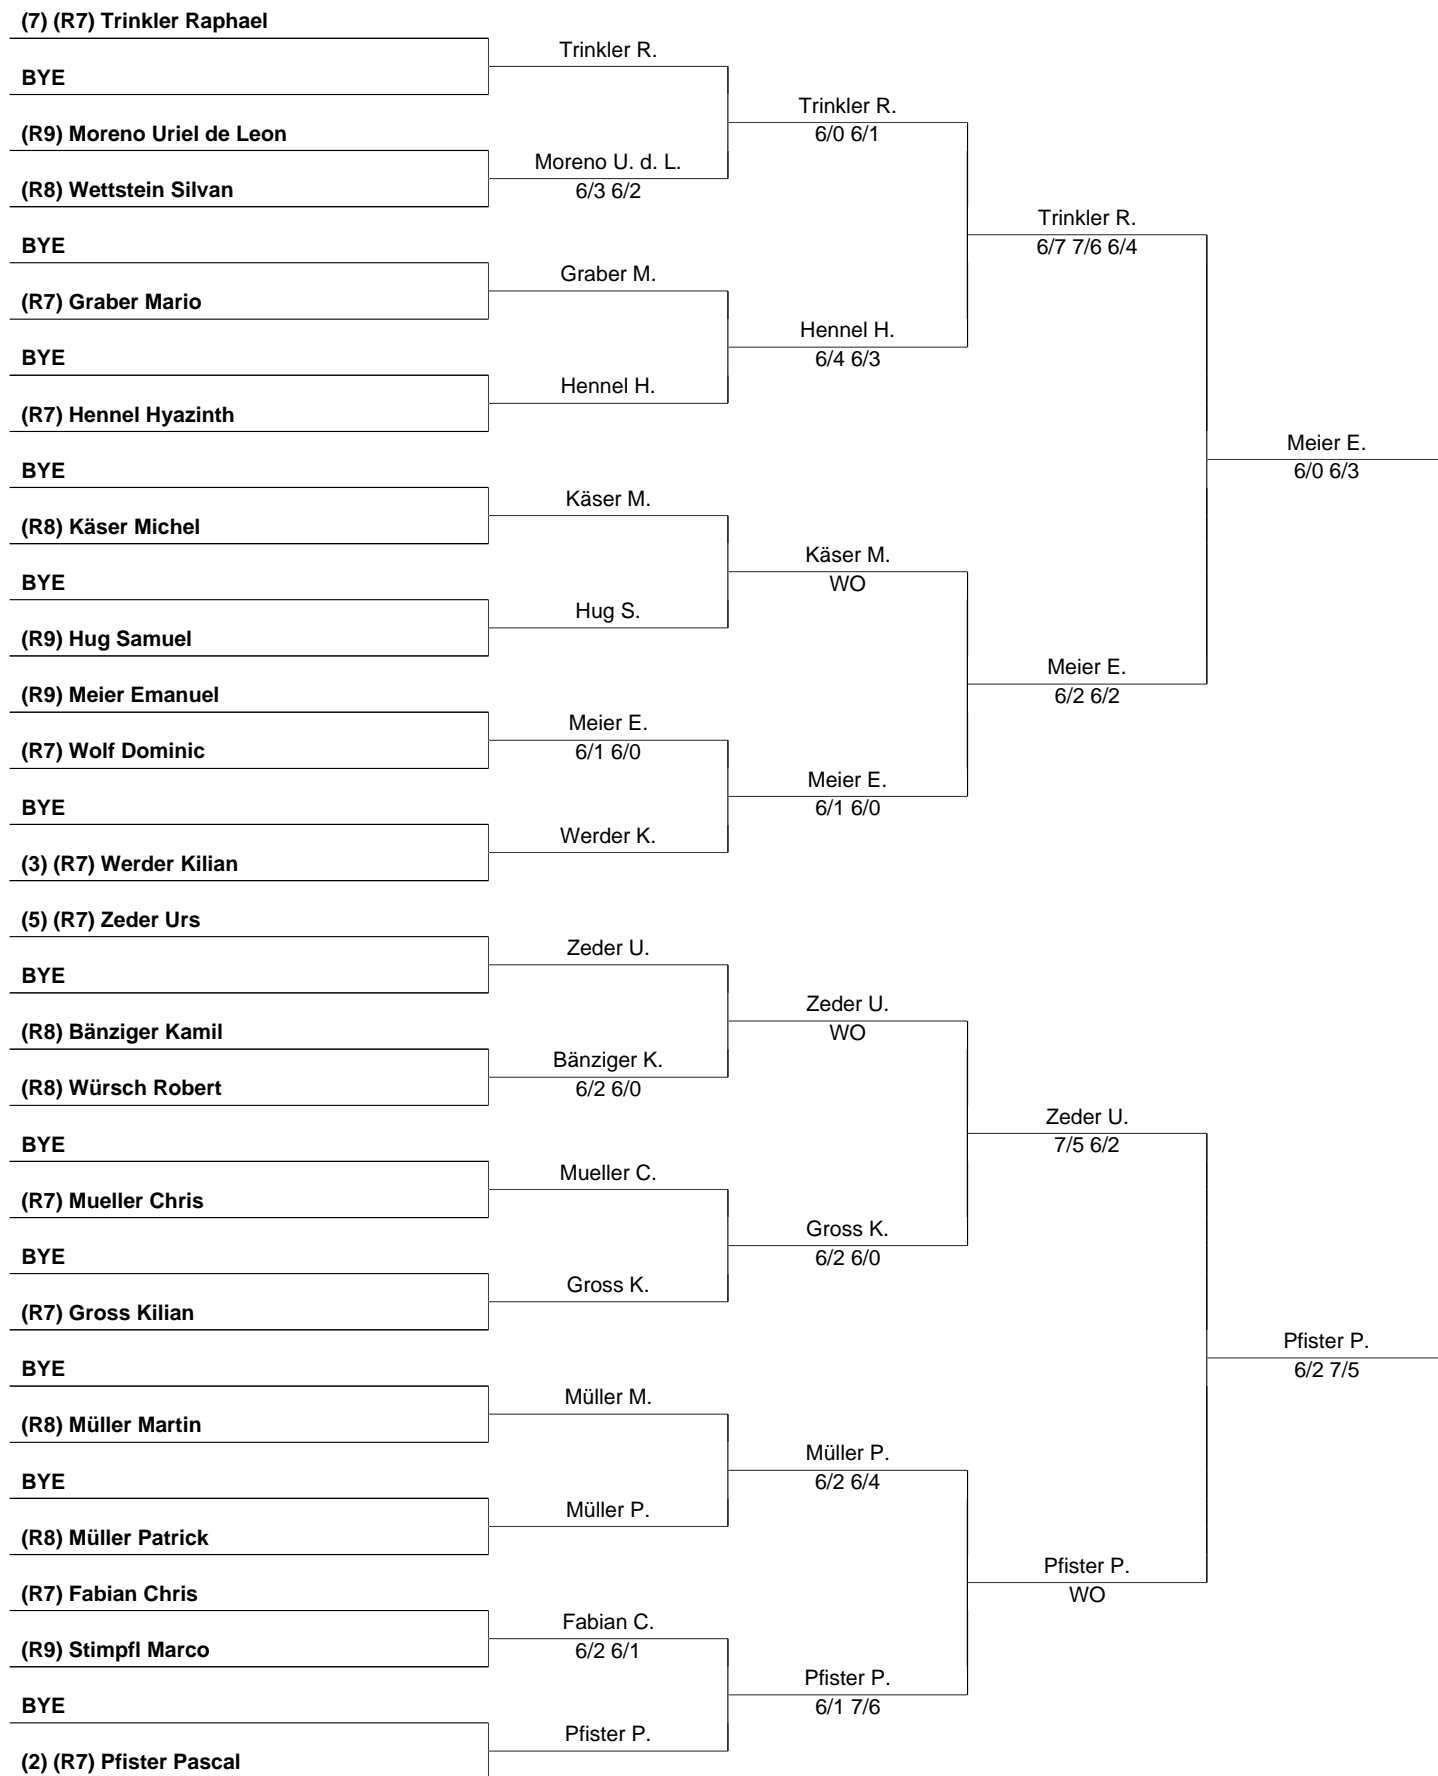 (7) (R7) Trinkler Raphael
Trinkler R.
BYE
Trinkler R.
6/0 6/1
(R9) Moreno Uriel de Leon
Moreno U. d. L.
6/3 6/2
(R8) Wettstein Silvan
Trinkler R.
6/7 7/6 6/4
BYE
Graber M.
(R7) Graber Mario
Hennel H.
6/4 6/3
BYE
Hennel H.
(R7) Hennel Hyazinth
Meier E.
6/0 6/3
BYE
Käser M.
(R8) Käser Michel
Käser M.
WO
BYE
Hug S.
(R9) Hug Samuel
Meier E.
6/2 6/2
(R9) Meier Emanuel
Meier E.
6/1 6/0
(R7) Wolf Dominic
Meier E.
6/1 6/0
BYE
Werder K.
(3) (R7) Werder Kilian
(5) (R7) Zeder Urs
Zeder U.
BYE
Zeder U.
WO
(R8) Bänziger Kamil
Bänziger K.
6/2 6/0
(R8) Würsch Robert
Zeder U.
7/5 6/2
BYE
Mueller C.
(R7) Mueller Chris
Gross K.
6/2 6/0
BYE
Gross K.
(R7) Gross Kilian
Pfister P.
6/2 7/5
BYE
Müller M.
(R8) Müller Martin
Müller P.
6/2 6/4
BYE
Müller P.
(R8) Müller Patrick
Pfister P.
WO
(R7) Fabian Chris
Fabian C.
6/2 6/1
(R9) Stimpfl Marco
Pfister P.
6/1 7/6
BYE
Pfister P.
(2) (R7) Pfister Pascal